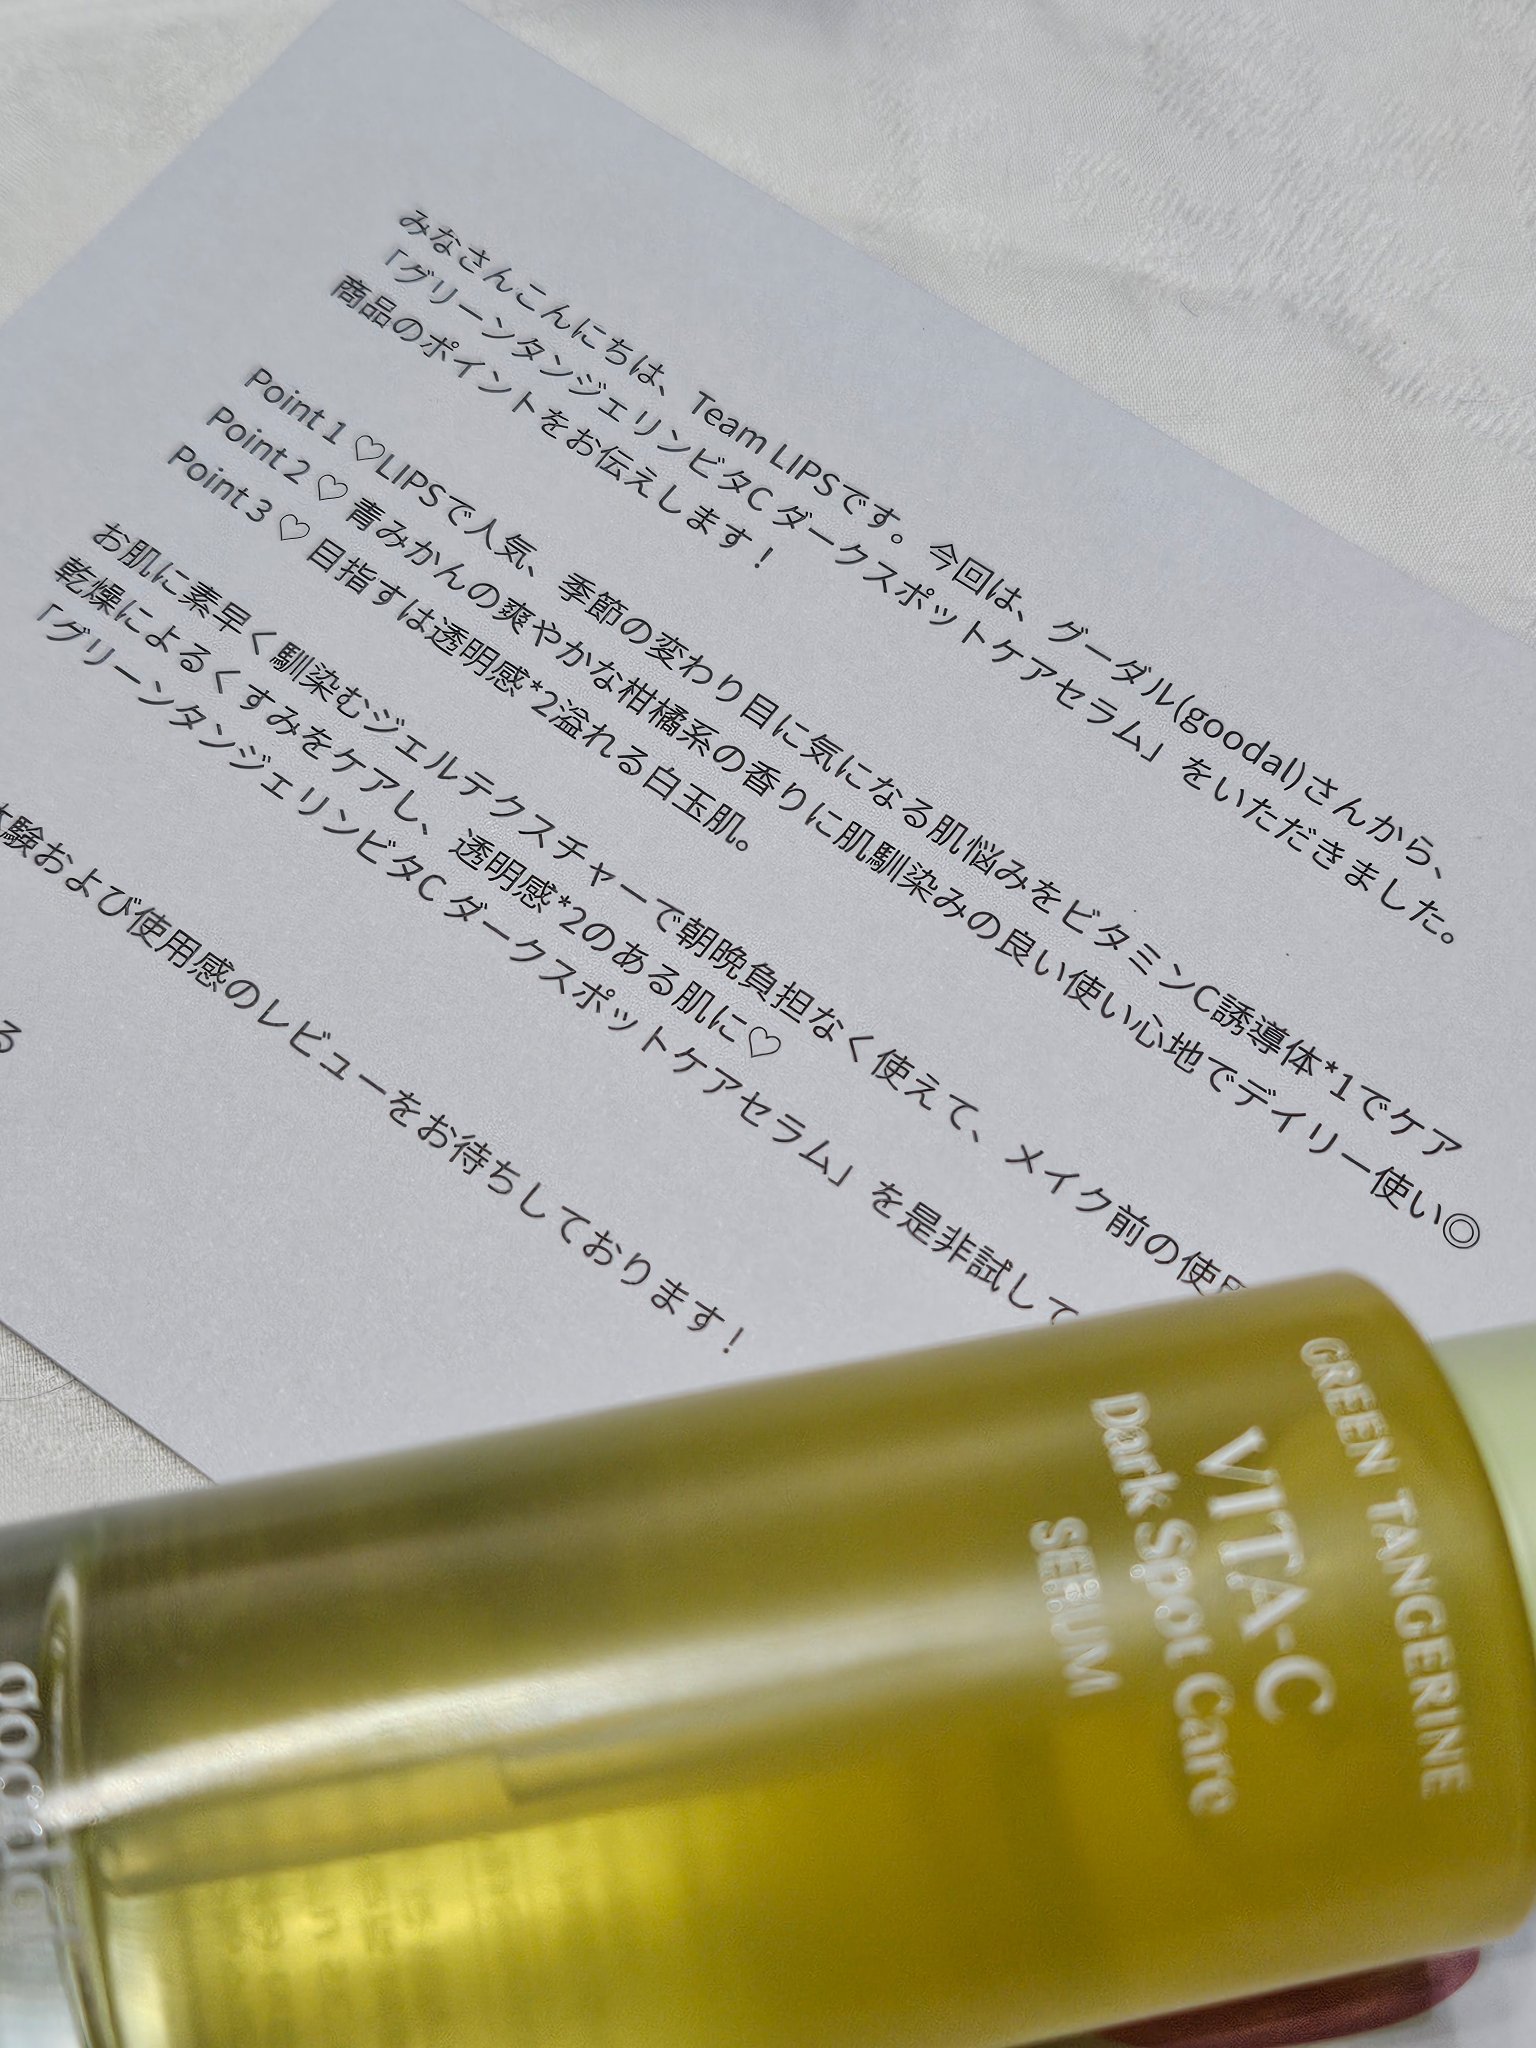 みなさんこんにちは、Team LIPSです。今回は、グーダル(goodal)さんから、
「グリーンタンジェリンビタC ダークスポットケアセラム」をいただきました。
商品のポイントをお伝えします！
Point 1 ♡LIPSで人気、季節の変わり目に気になる肌悩みをビタミンC誘導体*1でケア
Point 2 ♡ 青みかんの爽やかな柑橘系の香りに肌馴染みの良い使い心地でデイリー使い◎
Point 3 ♡ 目指すは透明感*2溢れる白玉肌。
お肌に素早く馴染むジェルテクスチャーで朝晩負担なく使えて、メイク前の使用
乾燥によるくすみをケアし、透明感*2のある肌に♡
「グリーンタンジェリンビタC ダークスポットケアセラム」を是非試して
体験および使用感のレビューをお待ちしております！
る
GREEN TANGERINE
VITA-C
Dark Spot Care
SERUM
goodal